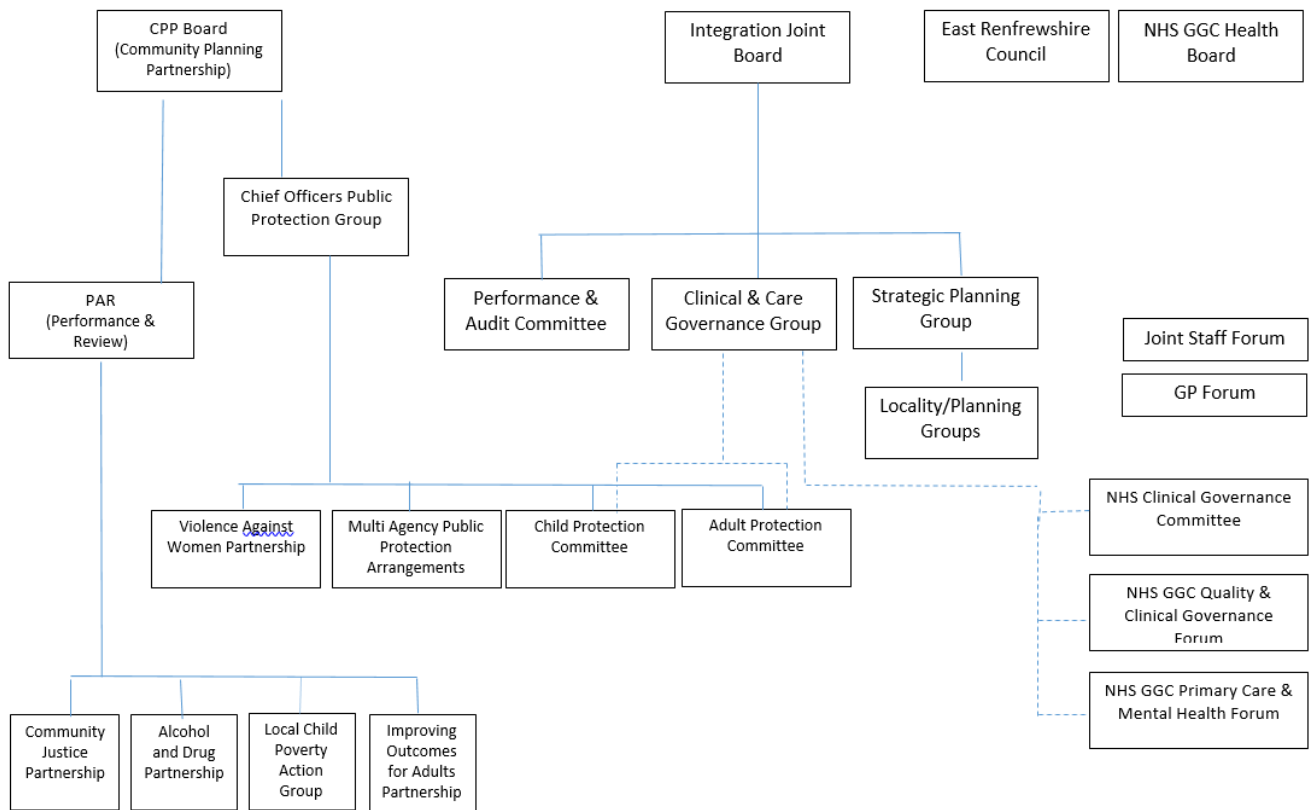 CPP Board
(Community Planning
Partnership)
Integration Joint
Board
East Renfrewshire
Council
NHS GGC Health
Board
Chief Officers Public
Protection Group
PAR
(Performance &
Review)
Performance &
Audit Committee
Clinical & Care
Governance Group
Strategic Planning
Group
Joint Staff Forum
GP Forum
Locality/Planning
Groups
Violence Against
Women Partnership
Multi Agency Public
Protection
Arrangements
Child Protection
Committee
Adult Protection
Committee
NHS Clinical Governance
Committee
NHS GGC Quality &
Clinical Governance
Forum
NHS GGC Primary Care &
Mental Health Forum
Community
Justice
Partnership
Alcohol
and Drug
Partnership
Local Child
Poverty
Action
Group
Improving
Outcomes
for Adults
Partnership